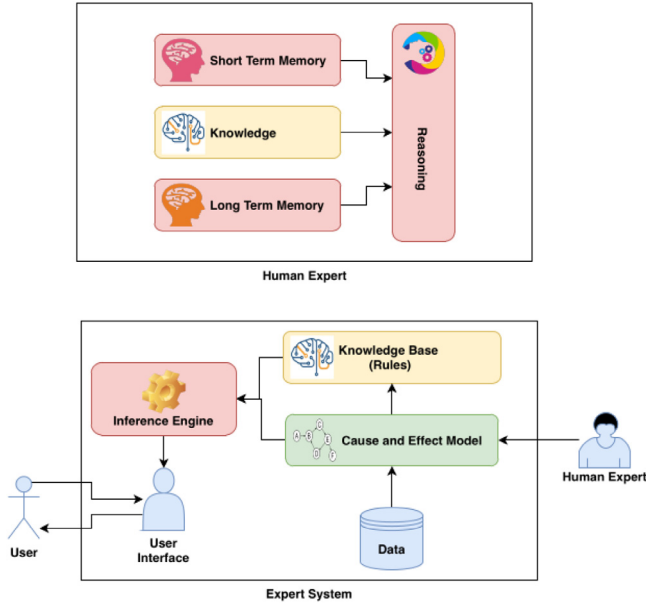 Short Term Memory
Knowledge
Long Term Memory
Reasoning
Human Expert
Knowledge Base
(Rules)
Inference Engine
A
B
C
D
E
F
Cause and Effect Model
Human Expert
User
User
Interface
Data
Expert System